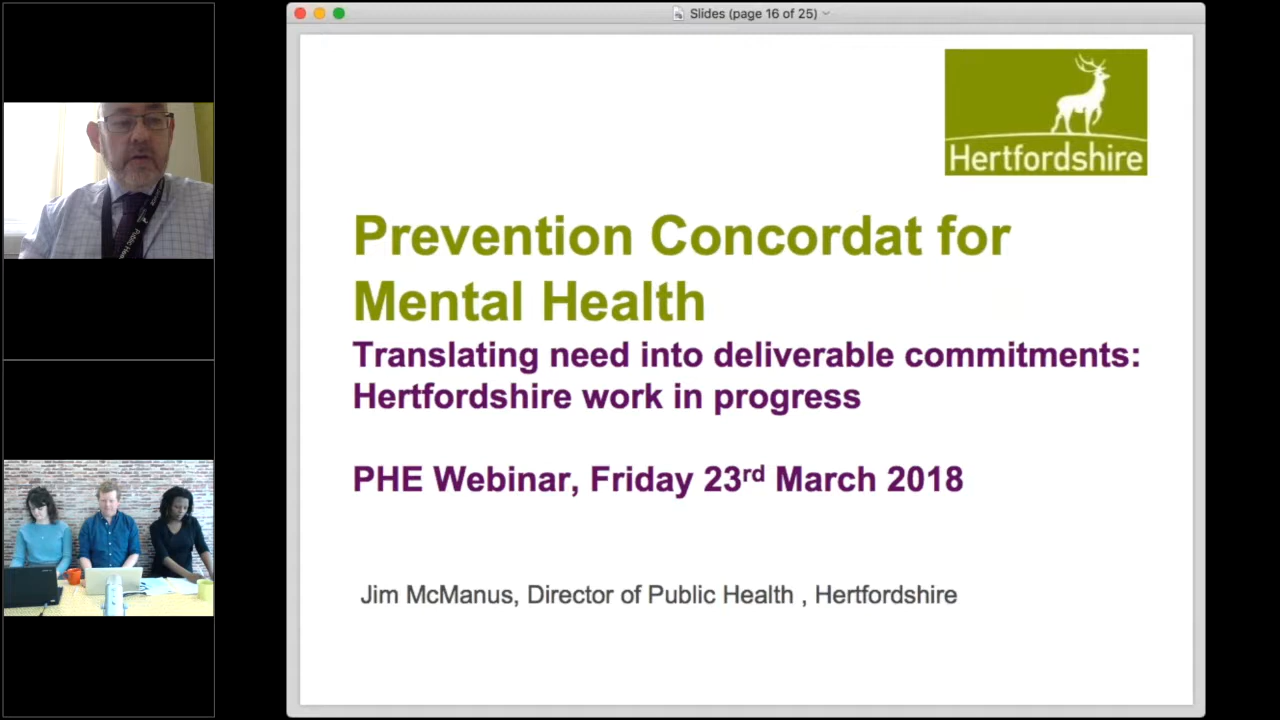 Slides (page 16 of 25)
Hertfordshire
Prevention Concordat for
Mental Health
Translating need into deliverable commitments:
Hertfordshire work in progress
PHE Webinar, Friday 23rd March 2018
Jim McManus, Director of Public Health , Hertfordshire
Public